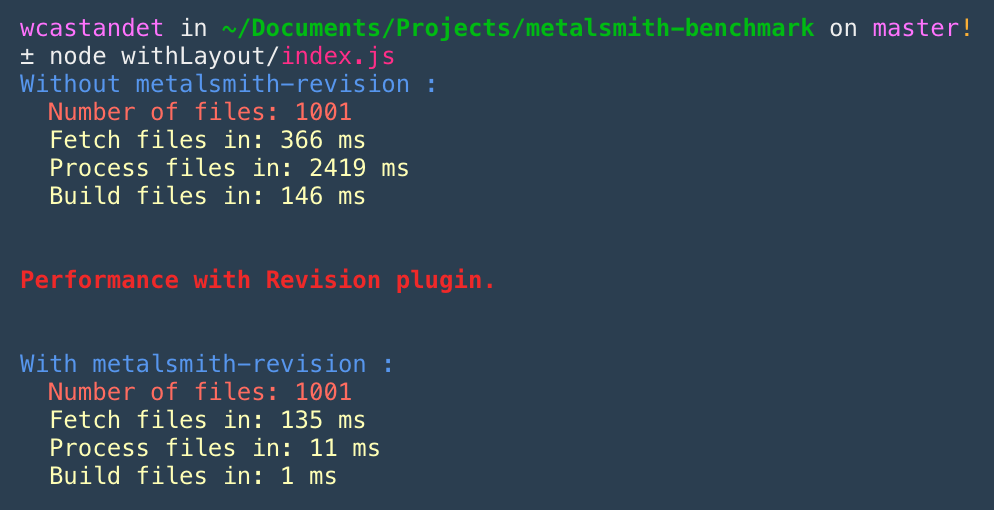 wcastandet in ~/Documents/Projects/metalsmith-benchmark on master!
± node withLayout/index.js
Without metalsmith-revision :
Number of files: 1001
Fetch files in: 366 ms
Process files in: 2419 ms
Build files in: 146 ms
Performance with Revision plugin.
With metalsmith-revision :
Number of files: 1001
Fetch files in: 135 ms
Process files in: 11 ms
Build files in: 1 ms